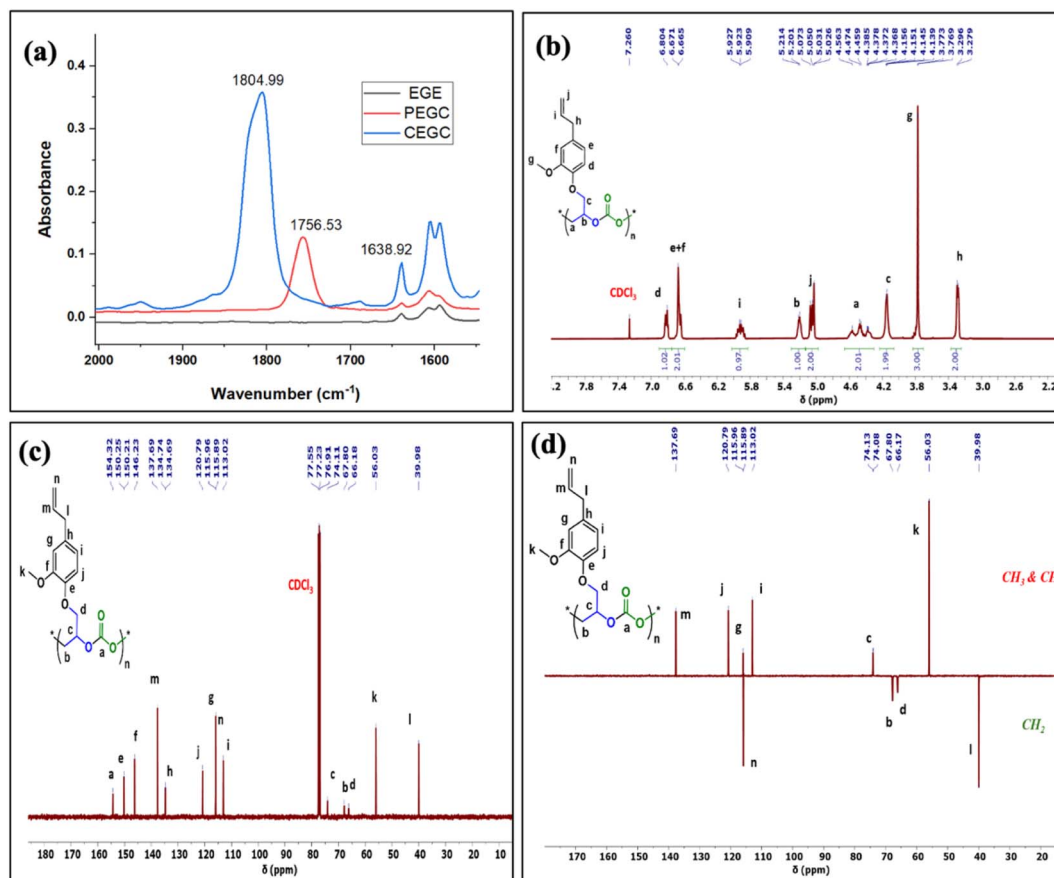 (a)
1804.99
1756.53
1638.92
EGE
PEGC
CEGC
Absorbance
0.4
0.3
0.2
0.1
0.0
2000
1900
1800
1700
1600
Wavenumber (cm⁻¹)
(b)
7.260
6.804
6.671
6.665
5.927
5.923
5.909
5.214
5.201
5.073
5.050
5.031
5.026
4.563
4.474
4.459
4.385
4.378
4.372
4.368
4.156
4.151
4.145
4.139
3.773
3.769
3.296
3.279
j
i
h
f
e
g
O
d
O
c
O
b
O
O
a
n
*
*
CDCl₃
d
e+f
i
b
j
a
c
g
h
1.02
2.01
0.97
1.00
2.00
2.01
1.99
3.00
2.00
.2
6.8
6.4
6.0
5.6
5.2
4.8
4.4
4.0
3.6
3.2
2.8
2.4
2.0
δ (ppm)
(c)
154.32
150.25
150.21
146.23
137.69
134.74
134.69
120.79
115.96
115.89
113.02
77.55
77.23
76.91
74.11
67.80
66.18
56.03
39.98
n
m
l
h
g
i
k
f
j
O
e
O
d
O
c
O
O
a
b
n
*
*
CDCl₃
a
e
f
m
h
j
g
n
i
c
b
d
k
l
180
170
160
150
140
130
120
110
100
90
80
70
60
50
40
30
20
10
δ (ppm)
(d)
137.69
120.79
115.96
115.89
113.02
74.13
74.08
67.80
66.17
56.03
39.98
n
m
l
h
g
i
k
f
j
O
e
O
d
O
c
O
O
a
b
n
*
*
m
j
g
i
n
c
b
d
k
l
CH₃ & CH
CH₂
170
160
150
140
130
120
110
100
90
80
70
60
50
40
30
20
δ (ppm)